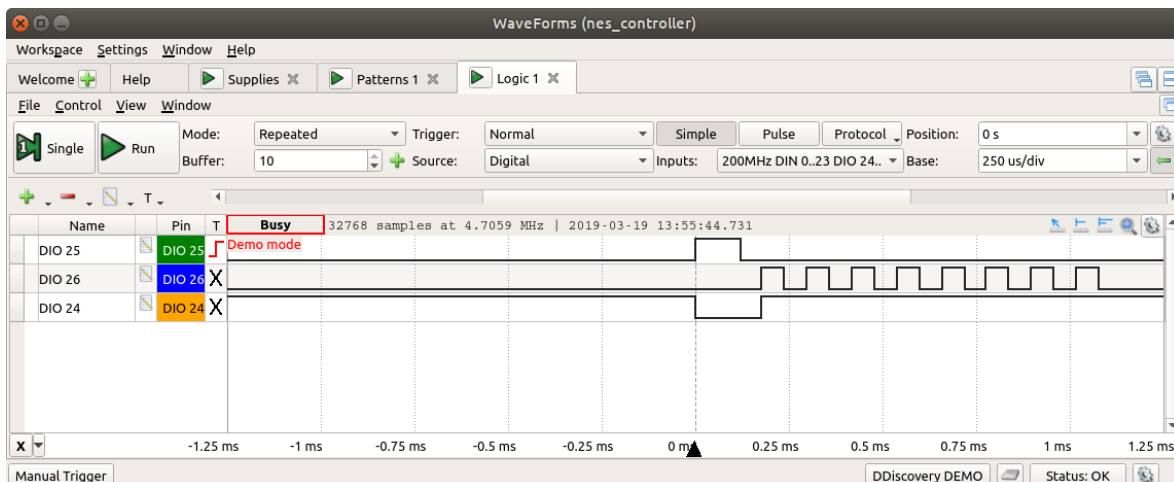 WaveForms (nes_controller)
Workspace Settings Window Help
Welcome Help Supplies Patterns 1 Logic 1
File Control View Window
1 Single Run Mode: Repeated Trigger: Normal Simple Pulse Protocol Position: 0 s
Buffer: 10 Source: Digital Inputs: 200MHz DIN 0..23 DIO 24.. Base: 250 us/div
T
Name Pin T Busy 32768 samples at 4.7059 MHz | 2019-03-19 13:55:44.731
Demo mode
DIO 25 DIO 25
DIO 26 DIO 26 X
DIO 24 DIO 24 X
X -1.25 ms -1 ms -0.75 ms -0.5 ms -0.25 ms 0 ms 0.25 ms 0.5 ms 0.75 ms 1 ms 1.25 ms
Manual Trigger DDiscovery DEMO Status: OK